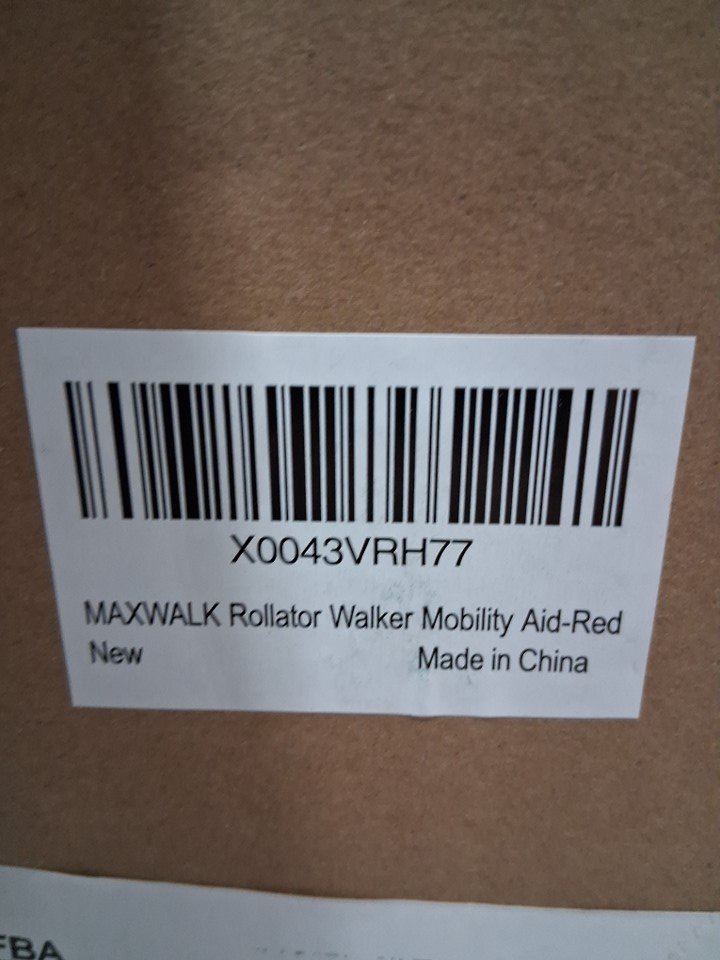 X0043VRH77
MAXWALK Rollator Walker Mobility Aid-Red
New Made in China
FBA